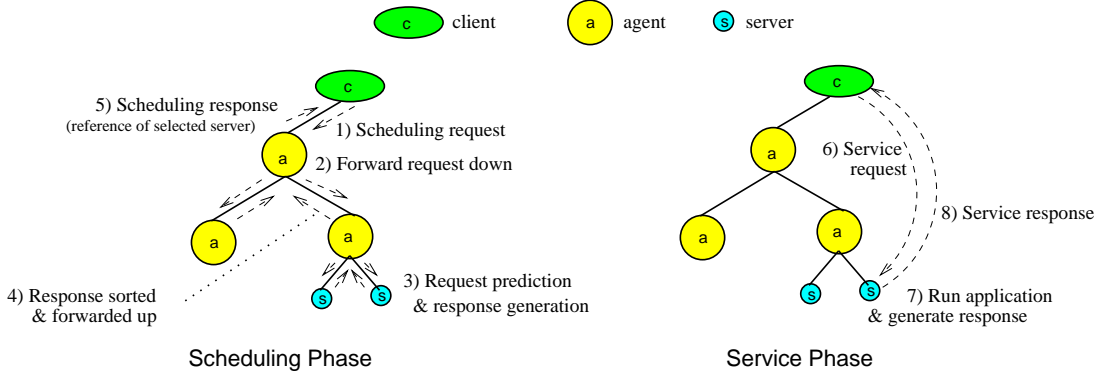 c client
a agent
s server
c
5) Scheduling response
(reference of selected server)
1) Scheduling request
a
2) Forward request down
a
a
3) Request prediction
& response generation
s
s
4) Response sorted
& forwarded up
Scheduling Phase
c
a
6) Service
request
8) Service response
a
a
s
s
7) Run application
& generate response
Service Phase